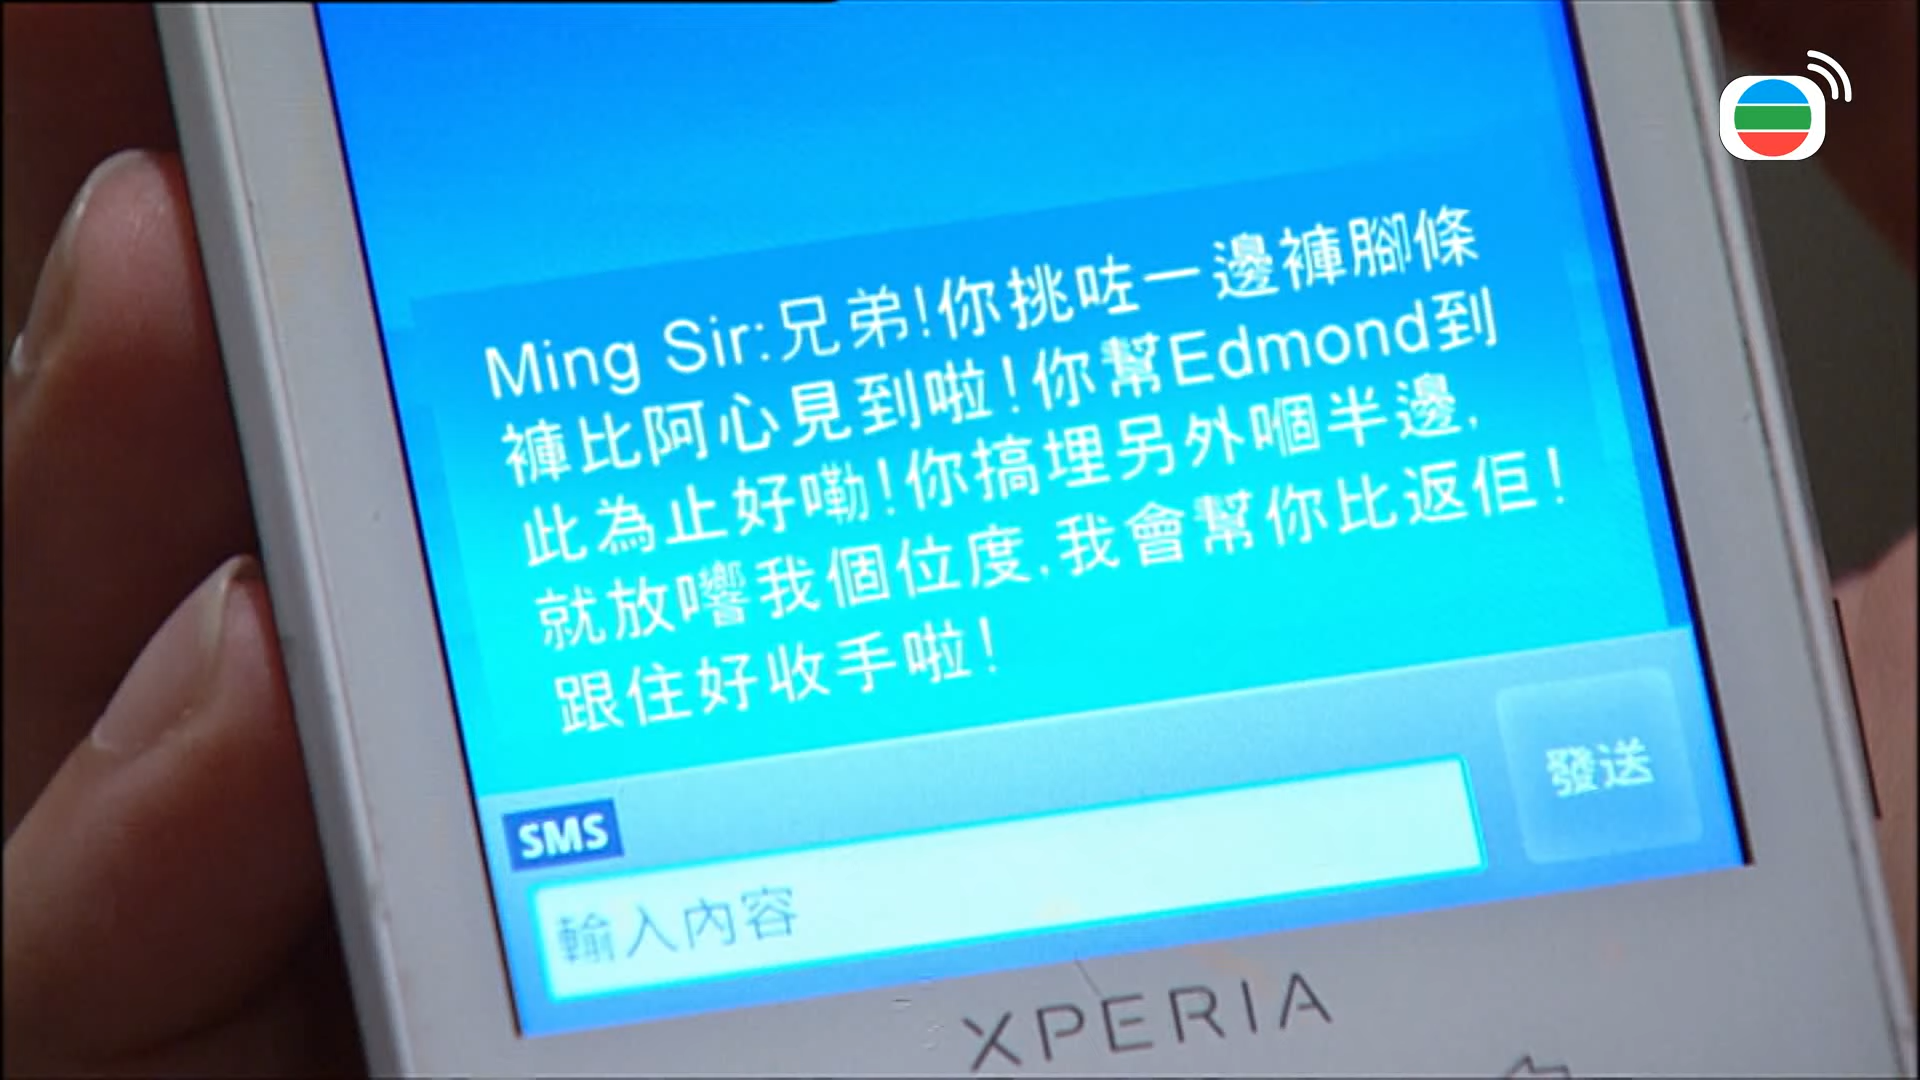 Ming Sir:兄弟!你挑咗一邊褲腳條
褲比阿心見到啦!你幫Edmond到
此為止好嘞!你搞埋另外嗰半邊,
就放嚮我個位度,我會幫你比返佢!
跟住好收手啦!
SMS
發送
輸入內容
XPERIA